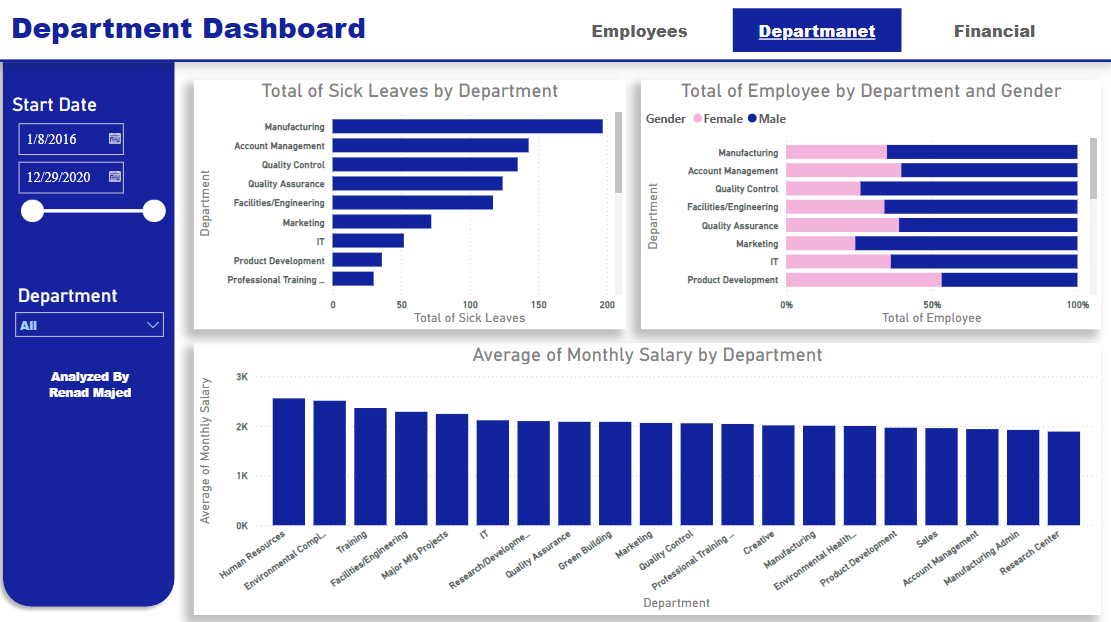 Department Dashboard
Employees
Departmanet
Financial
Start Date
1/8/2016
12/29/2020
Department
All
Analyzed By
Renad Majed
Total of Sick Leaves by Department
Department
Manufacturing
Account Management
Quality Control
Quality Assurance
Facilities/Engineering
Marketing
IT
Product Development
Professional Training ...
0 50 100 150 200
Total of Sick Leaves
Total of Employee by Department and Gender
Gender Female Male
Department
Manufacturing
Account Management
Quality Control
Facilities/Engineering
Quality Assurance
Marketing
IT
Product Development
0% 50% 100%
Total of Employee
Average of Monthly Salary by Department
Average of Monthly Salary
3K
2K
1K
0K
Human Resources
Environmental Compl...
Training
Facilities/Engineering
Major Mfg Projects
IT
Research/Developme...
Quality Assurance
Green Building
Marketing
Quality Control
Professional Training ...
Creative
Manufacturing
Environmental Health...
Product Development
Sales
Account Management
Manufacturing Admin
Research Center
Department